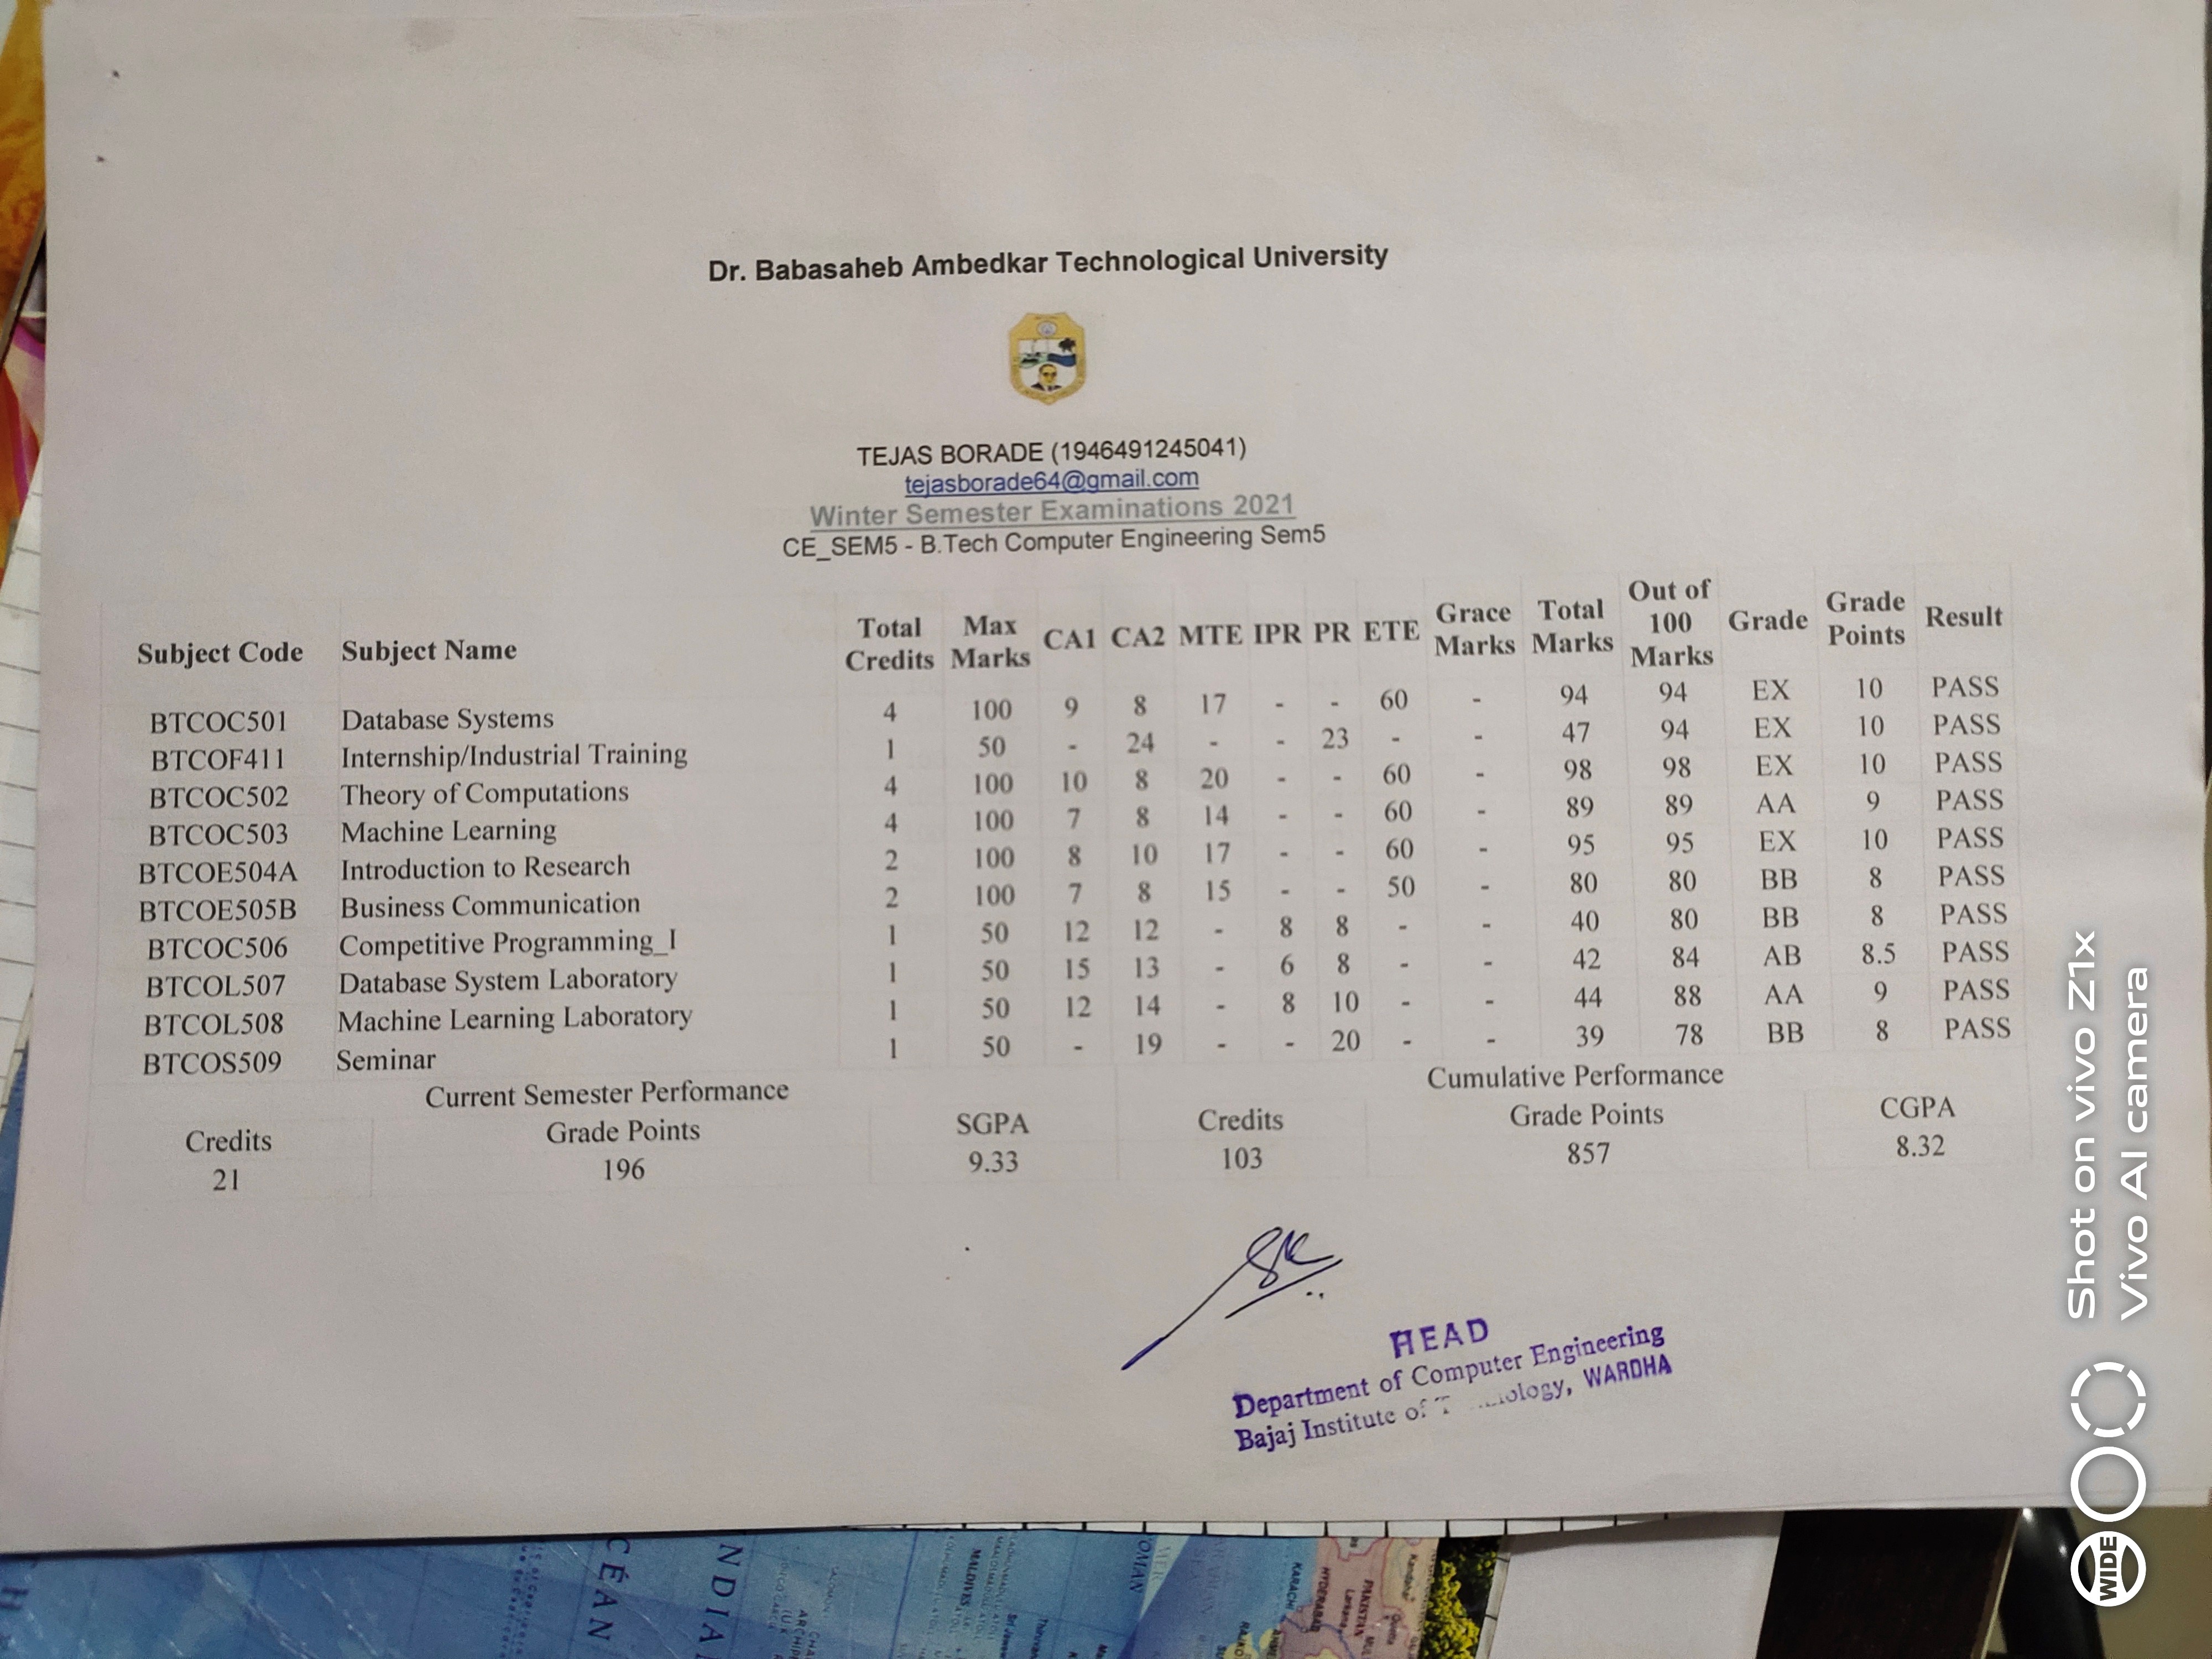 Dr. Babasaheb Ambedkar Technological University
TEJAS BORADE (1946491245041)
tejasborade64@gmail.com
Winter Semester Examinations 2021
CE_SEM5 - B.Tech Computer Engineering Sem5
Subject Code Subject Name Total Credits Max Marks CA1 CA2 MTE IPR PR ETE Grace Marks Total Marks Out of 100 Marks Grade Grade Points Result
BTCOC501 Database Systems 4 100 9 8 17 - - 60 - 94 94 EX 10 PASS
BTCOF411 Internship/Industrial Training 1 50 - 24 - - 23 - - 47 94 EX 10 PASS
BTCOC502 Theory of Computations 4 100 10 8 20 - - 60 - 98 98 EX 10 PASS
BTCOC503 Machine Learning 4 100 7 8 14 - - 60 - 89 89 AA 9 PASS
BTCOE504A Introduction to Research 2 100 8 10 17 - - 60 - 95 95 EX 10 PASS
BTCOE505B Business Communication 2 100 7 8 15 - - 50 - 80 80 BB 8 PASS
BTCOC506 Competitive Programming_I 1 50 12 12 - 8 8 - - 40 80 BB 8 PASS
BTCOL507 Database System Laboratory 1 50 15 13 - 6 8 - - 42 84 AB 8.5 PASS
BTCOL508 Machine Learning Laboratory 1 50 12 14 - 8 10 - - 44 88 AA 9 PASS
BTCOS509 Seminar 1 50 - 19 - - 20 - - 39 78 BB 8 PASS
Current Semester Performance Cumulative Performance
Credits Grade Points SGPA Credits Grade Points CGPA
21 196 9.33 103 857 8.32
HEAD
Department of Computer Engineering
Bajaj Institute of WARDHA
Shot on vivo Z1x
Vivo AI camera
WIDE
OCÉAN
INDIA
MALDIVES
OMAN
KARACHI
HYDERABAD
PAKISTAN
Larkana
Quetta